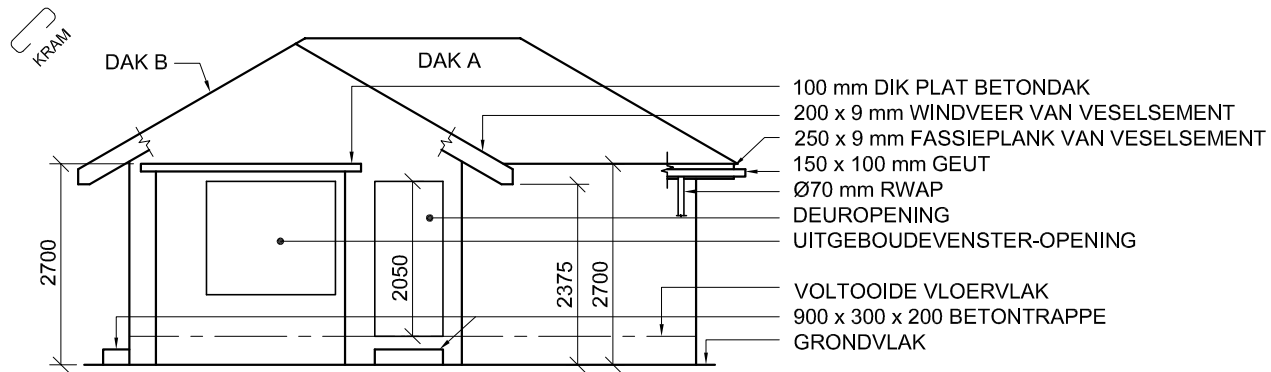 KRAM
DAK B
DAK A
100 mm DIK PLAT BETONDAK
200 x 9 mm WINDVEER VAN VESELSEMENT
250 x 9 mm FASSIEPLANK VAN VESELSEMENT
150 x 100 mm GEUT
Ø70 mm RWAP
DEUROPENING
UITGEBOUDEVENSTER-OPENING
2700
2050
2375
2700
VOLTOOIDE VLOERVLAK
900 x 300 x 200 BETONTRAPPE
GRONDVLAK